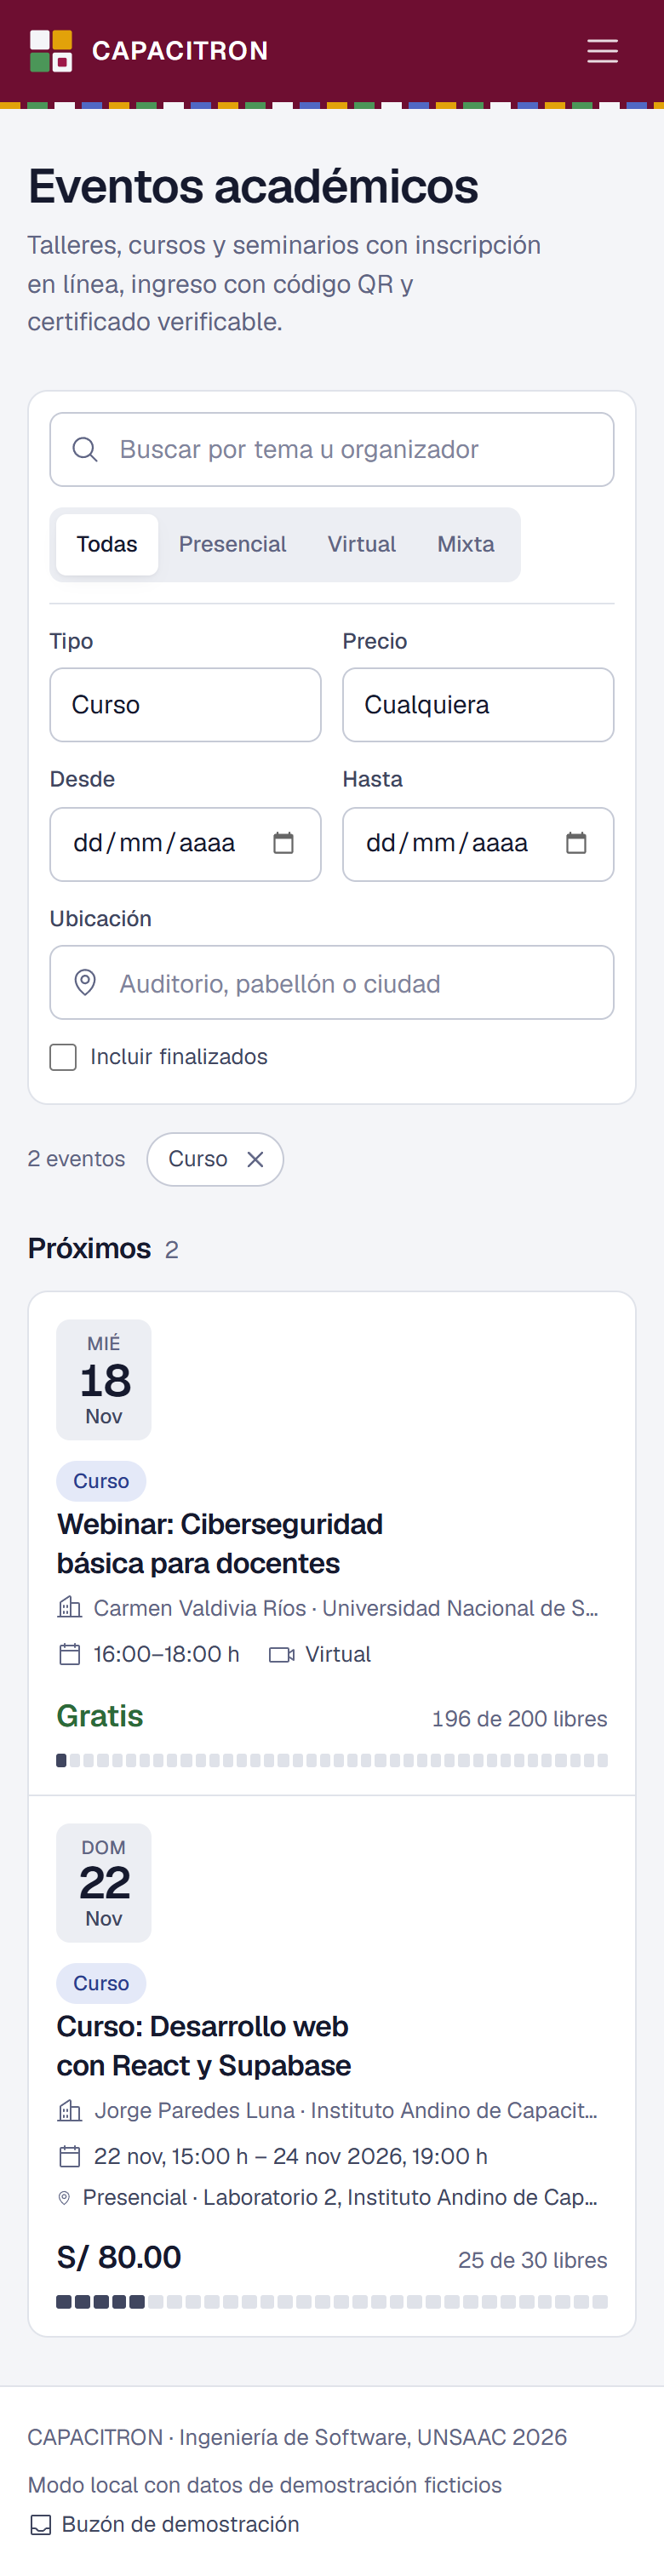 CAPACITRON
Eventos académicos
Talleres, cursos y seminarios con inscripción
en línea, ingreso con código QR y
certificado verificable.
Buscar por tema u organizador
Todas Presencial Virtual Mixta
Tipo Precio
Curso Cualquiera
Desde Hasta
dd/mm/aaaa dd/mm/aaaa
Ubicación
Auditorio, pabellón o ciudad
Incluir finalizados
2 eventos Curso
Próximos 2
MIÉ
18
Nov
Curso
Webinar: Ciberseguridad
básica para docentes
Carmen Valdivia Ríos · Universidad Nacional de S...
16:00–18:00 h Virtual
Gratis 196 de 200 libres
DOM
22
Nov
Curso
Curso: Desarrollo web
con React y Supabase
Jorge Paredes Luna · Instituto Andino de Capacit...
22 nov, 15:00 h – 24 nov 2026, 19:00 h
Presencial · Laboratorio 2, Instituto Andino de Cap...
S/ 80.00 25 de 30 libres
CAPACITRON · Ingeniería de Software, UNSAAC 2026
Modo local con datos de demostración ficticios
Buzón de demostración